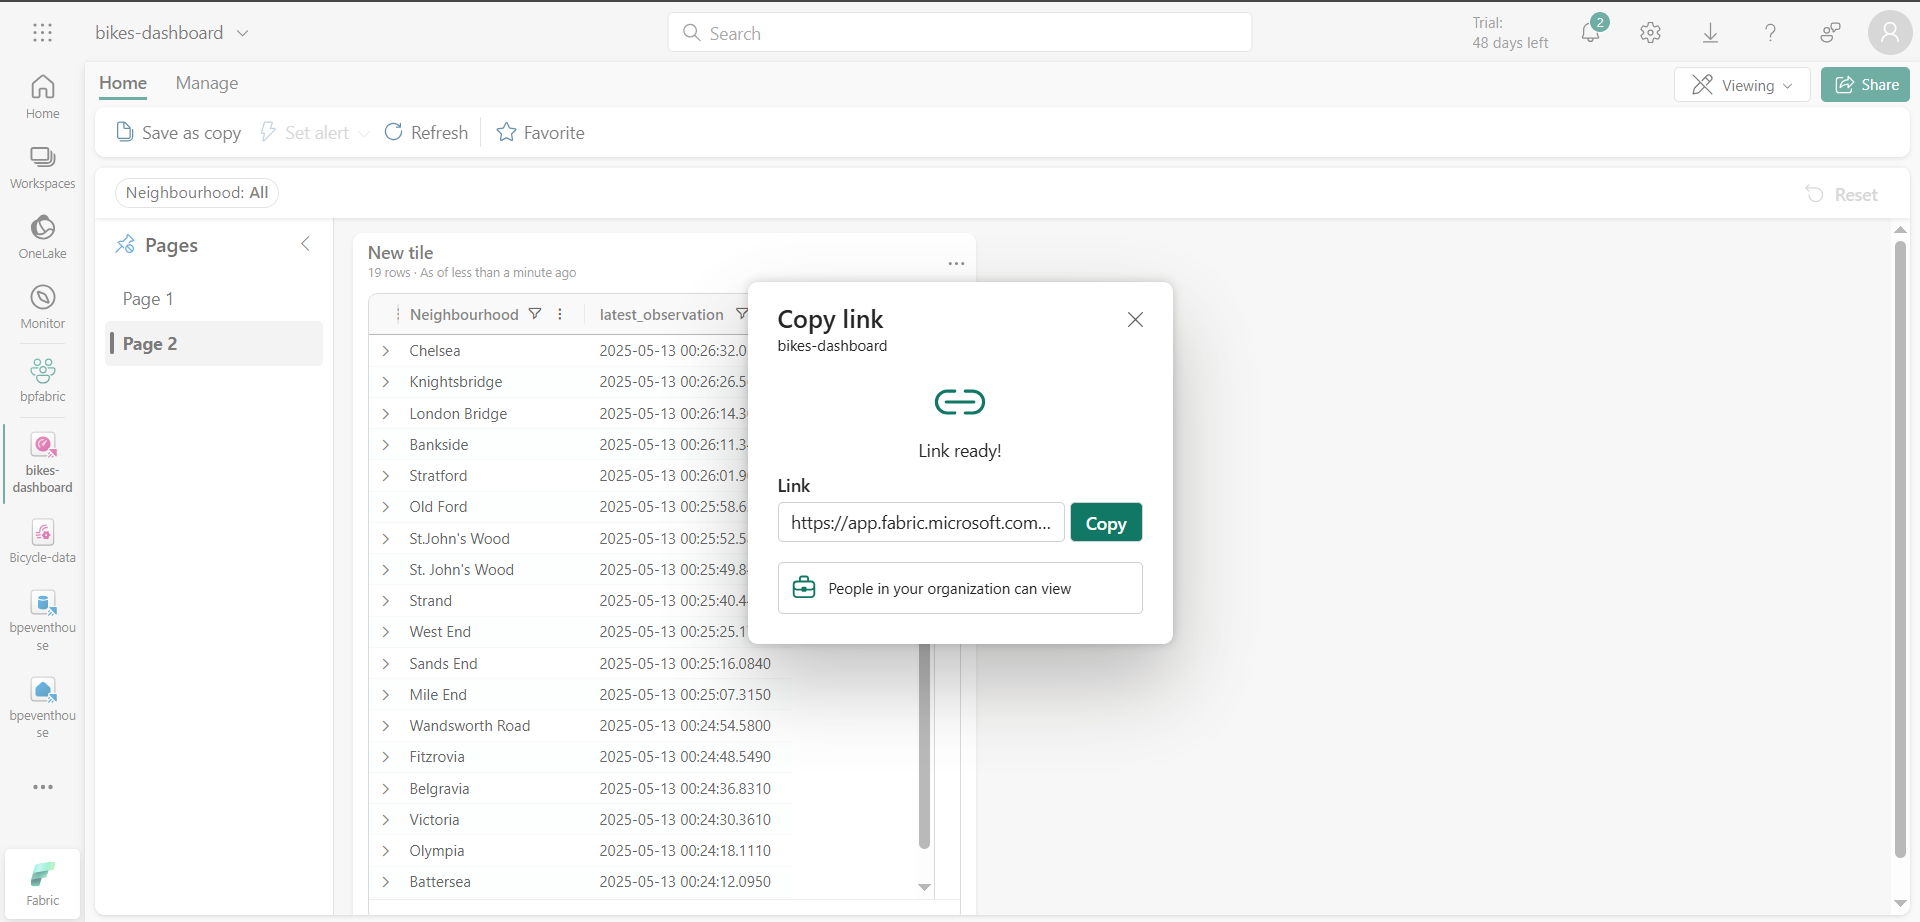 bikes-dashboard
Search
Trial:
48 days left
2
Home
Manage
Viewing
Share
Save as copy
Set alert
Refresh
Favorite
Neighbourhood: All
Reset
Home
Workspaces
OneLake
Monitor
bpfabric
bikes-
dashboard
Bicycle-data
bpeventhou
se
bpeventhou
se
Fabric
Pages
Page 1
Page 2
New tile
19 rows · As of less than a minute ago
Neighbourhood latest_observation
Chelsea 2025-05-13 00:26:32.0
Knightsbridge 2025-05-13 00:26:26.5
London Bridge 2025-05-13 00:26:14.3
Bankside 2025-05-13 00:26:11.3
Stratford 2025-05-13 00:26:01.9
Old Ford 2025-05-13 00:25:58.6
St.John's Wood 2025-05-13 00:25:52.5
St. John's Wood 2025-05-13 00:25:49.8
Strand 2025-05-13 00:25:40.4
West End 2025-05-13 00:25:25.1
Sands End 2025-05-13 00:25:16.0840
Mile End 2025-05-13 00:25:07.3150
Wandsworth Road 2025-05-13 00:24:54.5800
Fitzrovia 2025-05-13 00:24:48.5490
Belgravia 2025-05-13 00:24:36.8310
Victoria 2025-05-13 00:24:30.3610
Olympia 2025-05-13 00:24:18.1110
Battersea 2025-05-13 00:24:12.0950
Copy link
bikes-dashboard
Link ready!
Link
https://app.fabric.microsoft.com...
Copy
People in your organization can view